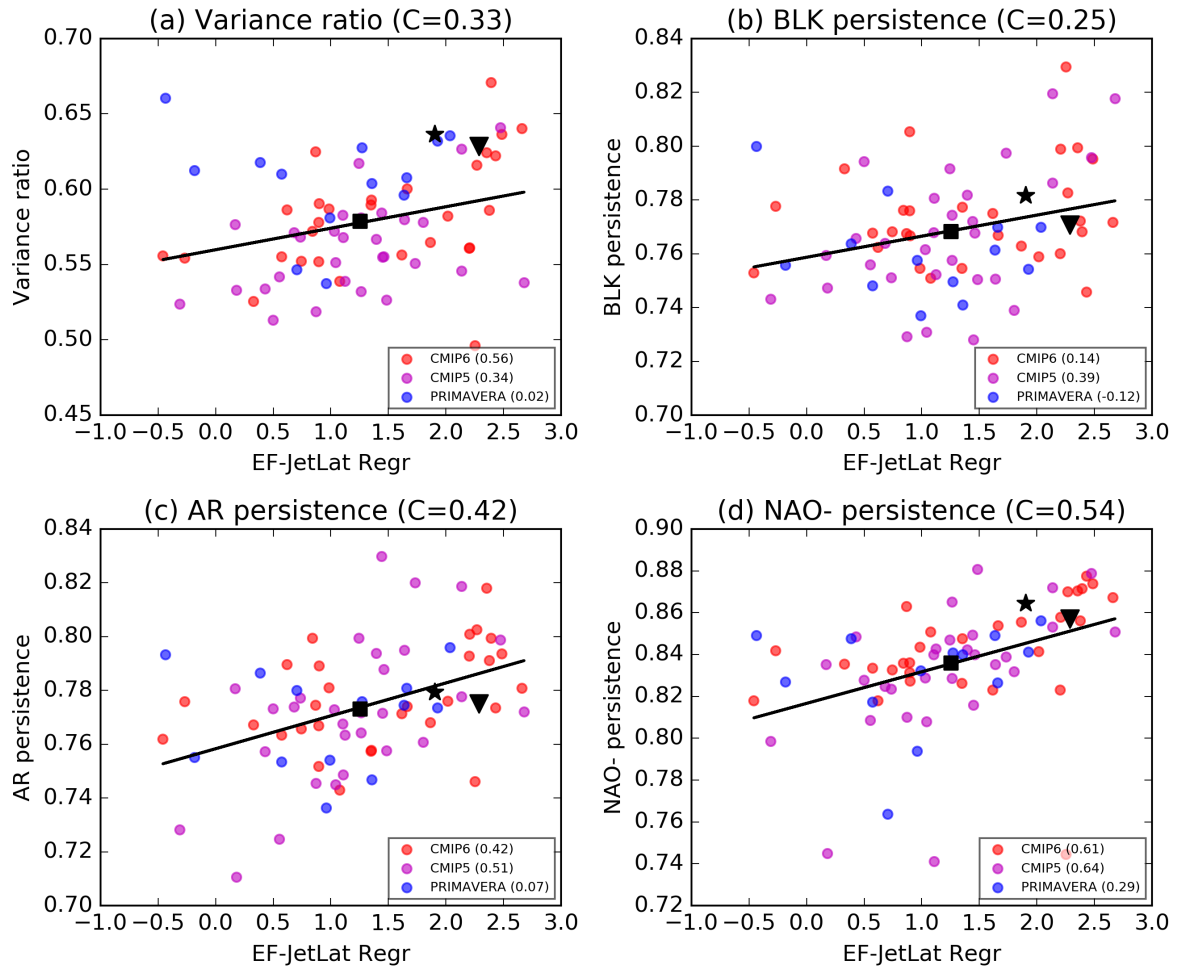 (a) Variance ratio (C=0.33)
0.70
0.65
0.60
0.55
0.50
0.45
Variance ratio
CMIP6 (0.56)
CMIP5 (0.34)
PRIMAVERA (0.02)
−1.0 −0.5 0.0 0.5 1.0 1.5 2.0 2.5 3.0
EF-JetLat Regr
(b) BLK persistence (C=0.25)
0.84
0.82
0.80
0.78
0.76
0.74
0.72
0.70
BLK persistence
CMIP6 (0.14)
CMIP5 (0.39)
PRIMAVERA (-0.12)
−1.0 −0.5 0.0 0.5 1.0 1.5 2.0 2.5 3.0
EF-JetLat Regr
(c) AR persistence (C=0.42)
0.84
0.82
0.80
0.78
0.76
0.74
0.72
0.70
AR persistence
CMIP6 (0.42)
CMIP5 (0.51)
PRIMAVERA (0.07)
−1.0 −0.5 0.0 0.5 1.0 1.5 2.0 2.5 3.0
EF-JetLat Regr
(d) NAO- persistence (C=0.54)
0.90
0.88
0.86
0.84
0.82
0.80
0.78
0.76
0.74
0.72
NAO- persistence
CMIP6 (0.61)
CMIP5 (0.64)
PRIMAVERA (0.29)
−1.0 −0.5 0.0 0.5 1.0 1.5 2.0 2.5 3.0
EF-JetLat Regr